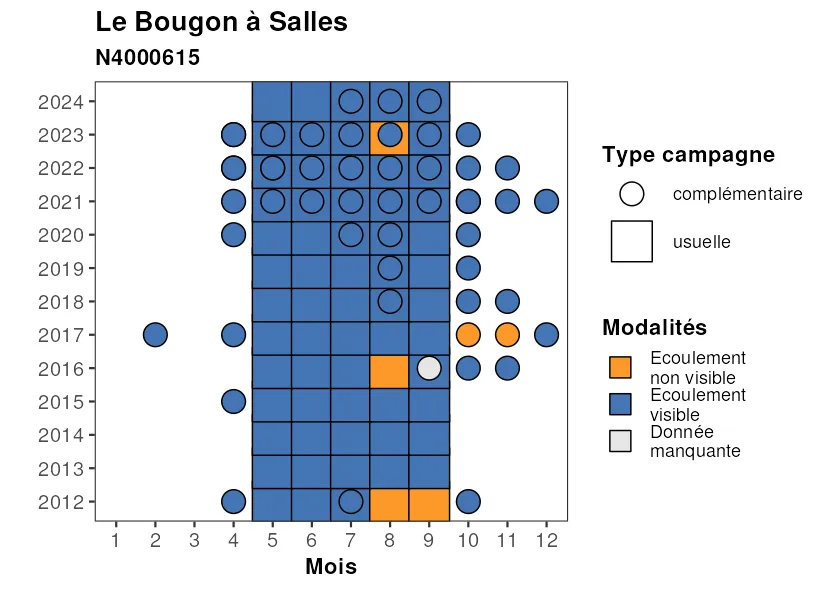 Le Bougon à Salles
N4000615
2024
2023
2022
2021
2020
2019
2018
2017
2016
2015
2014
2013
2012
1 2 3 4 5 6 7 8 9 10 11 12
Mois
Type campagne
complémentaire
usuelle
Modalités
Ecoulement
non visible
Ecoulement
visible
Donnée
manquante